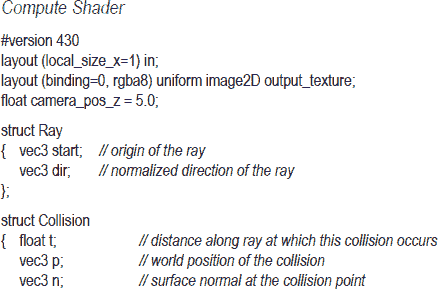 Compute Shader
#version 430
layout (local_size_x=1) in;
layout (binding=0, rgba8) uniform image2D output_texture;
float camera_pos_z = 5.0;
struct Ray
{ vec3 start; // origin of the ray
vec3 dir; // normalized direction of the ray
};
struct Collision
{ float t; // distance along ray at which this collision occurs
vec3 p; // world position of the collision
vec3 n; // surface normal at the collision point